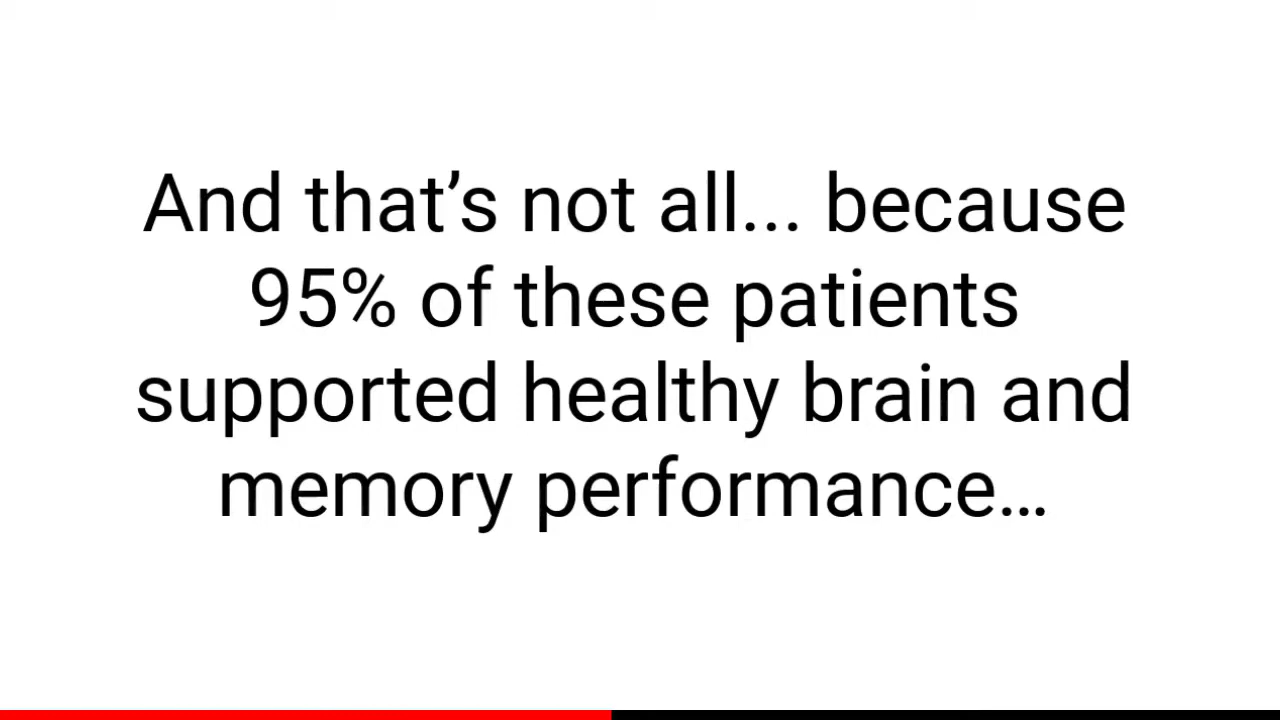 And that’s not all... because
95% of these patients
supported healthy brain and
memory performance…